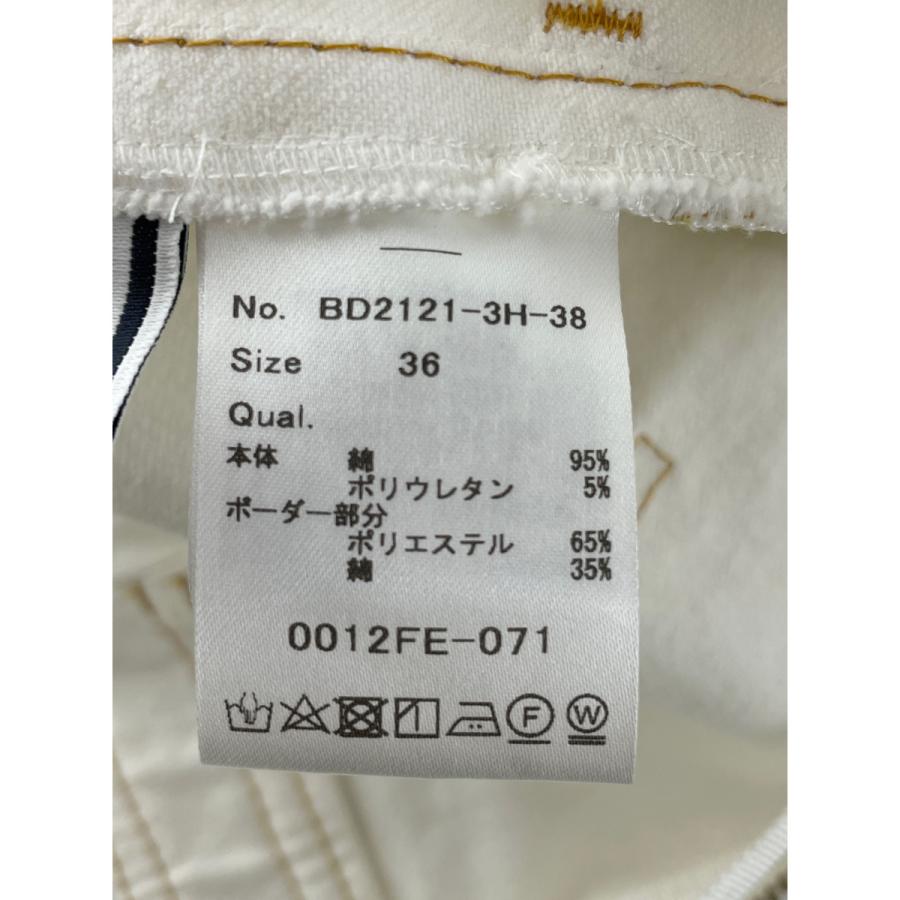 No. BD2121-3H-38
Size 36
Qual.
本体 綿 95%
ポリウレタン 5%
ボーダー部分
ポリエステル 65%
綿 35%
0012FE-071
F W